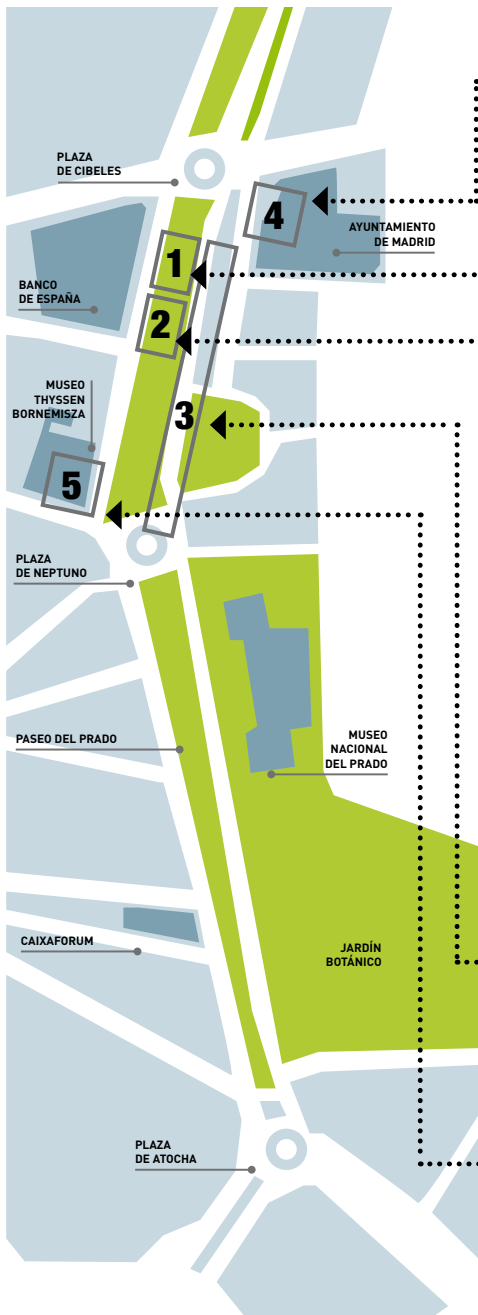 PLAZA
DE CIBELES
4
AYUNTAMIENTO
DE MADRID
1
BANCO
DE ESPAÑA
2
MUSEO
THYSSEN
BORNEMISZA
3
5
PLAZA
DE NEPTUNO
PASEO DEL PRADO
MUSEO
NACIONAL
DEL PRADO
CAIXAFORUM
JARDÍN
BOTÁNICO
PLAZA
DE ATOCHA